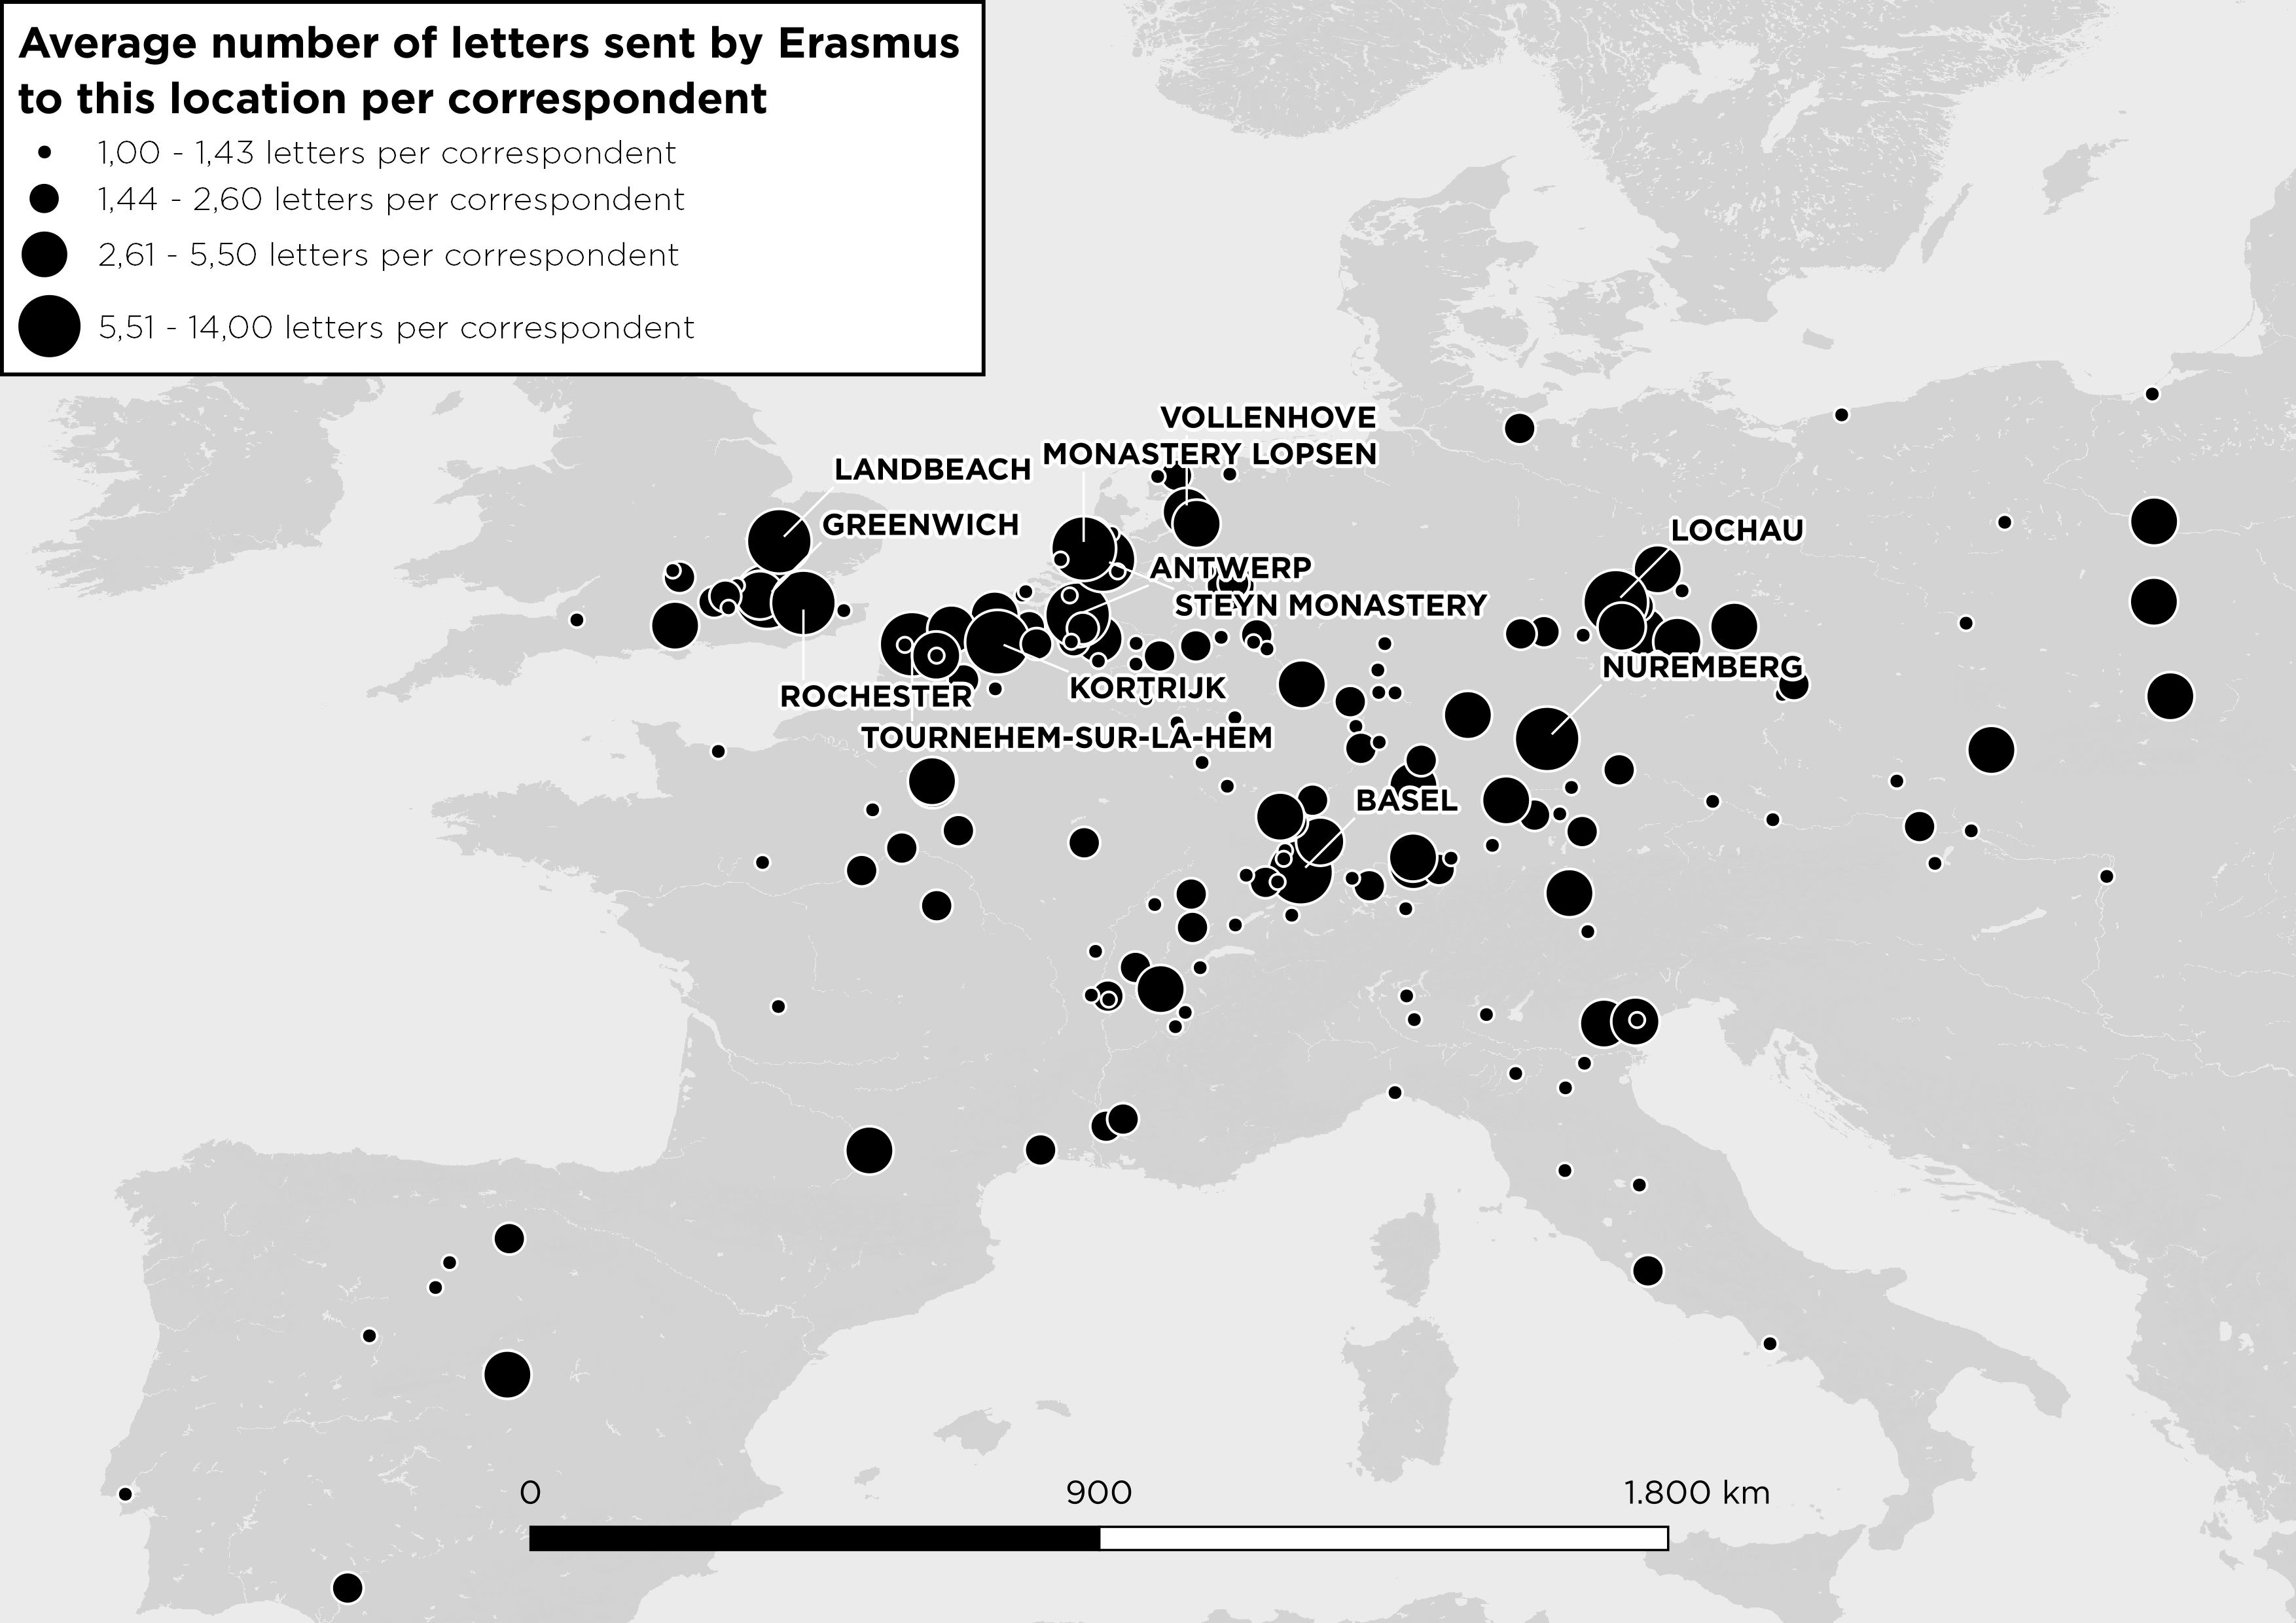 Average number of letters sent by Erasmus
to this location per correspondent
1,00 - 1,43 letters per correspondent
1,44 - 2,60 letters per correspondent
2,61 - 5,50 letters per correspondent
5,51 - 14,00 letters per correspondent
VOLLENHOVE
MONASTERY LOPSEN
LANDBEACH
GREENWICH
LOCHAU
ANTWERP
STEYN MONASTERY
NUREMBERG
KORTRIJK
ROCHESTER
TOURNEHEM-SUR-LA-HEM
BASEL
0 900 1.800 km